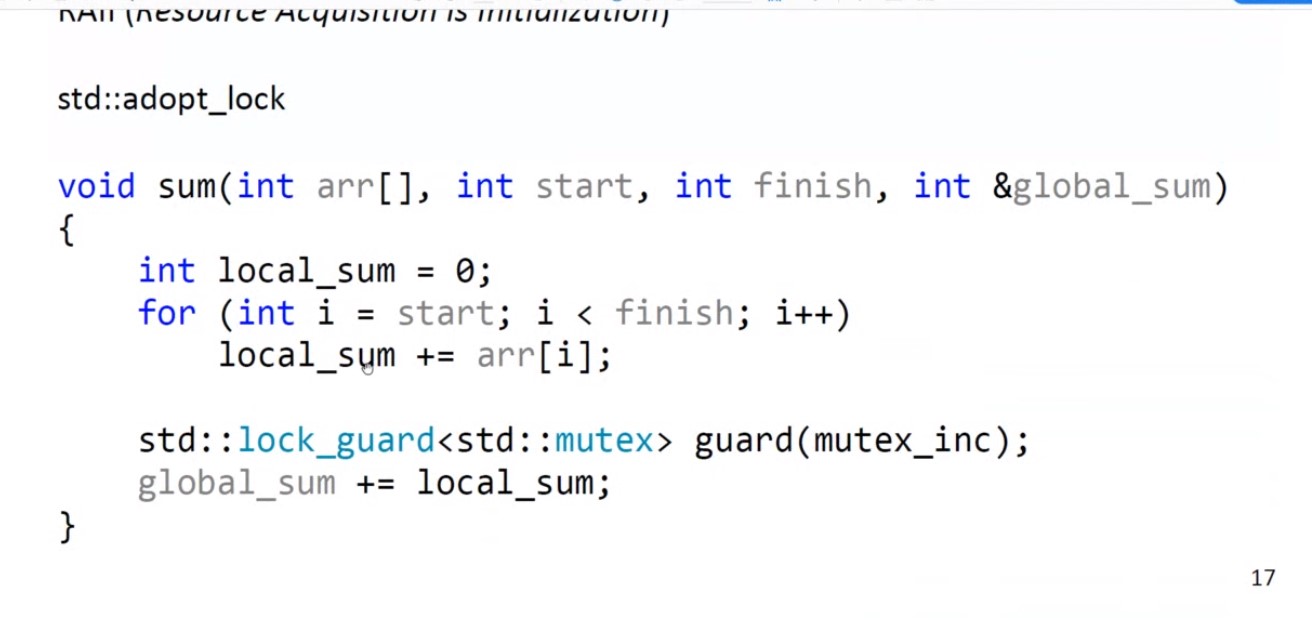 RAII (Resource Acquisition is Initialization)
std::adopt_lock
void sum(int arr[], int start, int finish, int &global_sum)
{
    int local_sum = 0;
    for (int i = start; i < finish; i++)
        local_sum += arr[i];
    std::lock_guard<std::mutex> guard(mutex_inc);
    global_sum += local_sum;
}
17